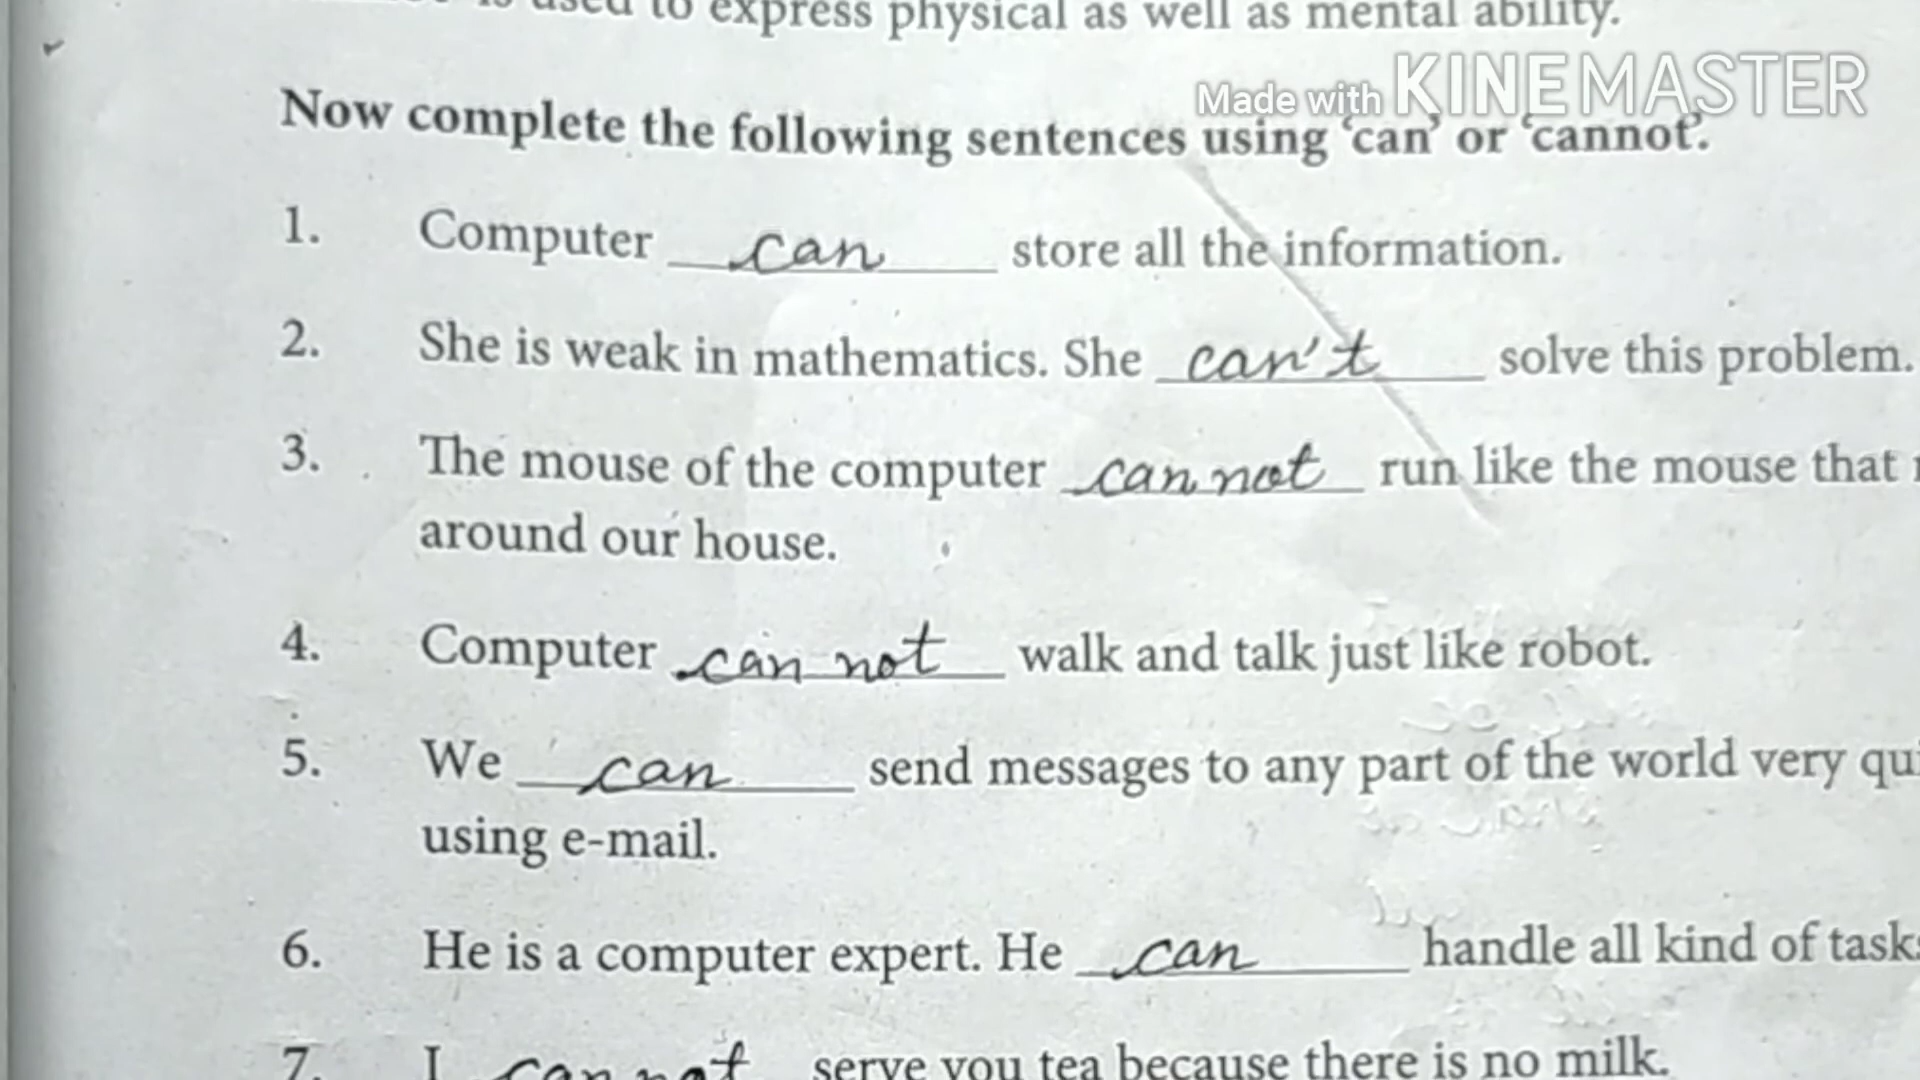 is used to express physical as well as mental ability.
Made with KINEMASTER
Now complete the following sentences using 'can' or 'cannot'.
1. Computer can store all the information.
2. She is weak in mathematics. She can't solve this problem.
3. The mouse of the computer can not run like the mouse that
around our house.
4. Computer can not walk and talk just like robot.
5. We can send messages to any part of the world very
using e-mail.
6. He is a computer expert. He can handle all kind of task
7. I can not serve you tea because there is no milk.